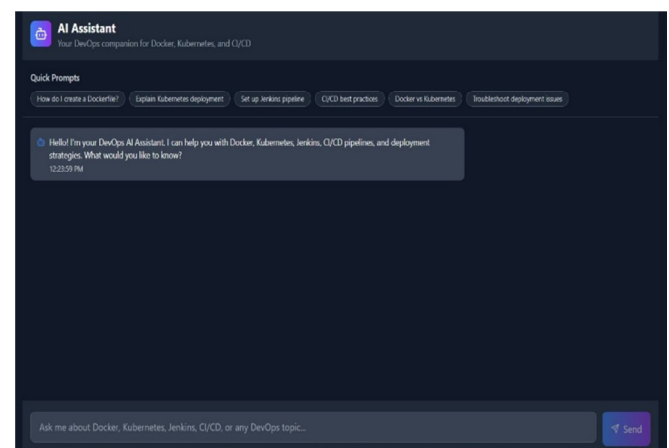 AI Assistant
Your DevOps companion for Docker, Kubernetes, and CI/CD
Quick Prompts
How do I create a Dockerfile? Explain Kubernetes deployment Set up Jenkins pipeline CI/CD best practices Docker vs Kubernetes Troubleshoot deployment issues
Hello! I'm your DevOps AI Assistant. I can help you with Docker, Kubernetes, Jenkins, CI/CD pipelines, and deployment
strategies. What would you like to know?
12:23:59 PM
Ask me about Docker, Kubernetes, Jenkins, CI/CD, or any DevOps topic... Send